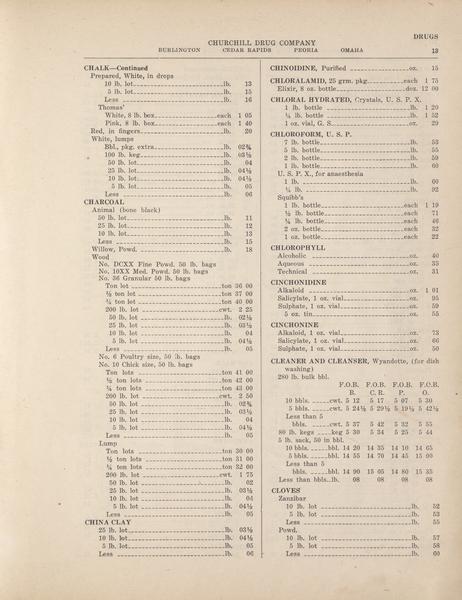 DRUGS
CHURCHILL DRUG COMPANY
BURLINGTON CEDAR RAPIDS PEORIA OMAHA 13
CHALK—Continued
Prepared, White, in drops
10 lb. lot lb. 13
5 lb. lot lb. 15
Less lb. 16
Thomas'
White, 8 lb. box each 1 05
Pink, 8 lb. box each 1 40
Red, in fingers lb. 20
White, lumps
Bbl., pkg. extra lb. 02¾
100 lb. keg lb. 03½
50 lb. lot lb. 04
25 lb. lot lb. 04½
10 lb. lot lb. 04½
5 lb. lot lb. 05
Less lb. 06
CHARCOAL
Animal (bone black)
50 lb. lot lb. 11
25 lb. lot lb. 12
10 lb. lot lb. 13
Less lb. 15
Willow, Powd. lb. 18
Wood
No. DCXX Fine Powd. 50 lb. bags
No. 10XX Med. Powd. 50 lb. bags
No. 36 Granular 50 lb. bags
Ton lot ton 36 00
½ ton lot ton 37 00
¼ ton lot ton 40 00
200 lb. lot cwt. 2 25
50 lb. lot lb. 02½
25 lb. lot lb. 03½
10 lb. lot lb. 04
5 lb. lot lb. 04½
Less lb. 05
No. 6 Poultry size, 50 lb. bags
No. 10 Chick size, 50 lb. bags
Ton lots ton 41 00
½ ton lots ton 42 00
¼ ton lots ton 43 00
200 lb. lot cwt. 2 50
50 lb. lot lb. 02¾
25 lb. lot lb. 03½
10 lb. lot lb. 04
5 lb. lot lb. 04½
Less lb. 05
Lump
Ton lots ton 30 00
½ ton lots ton 31 00
¼ ton lots ton 32 00
200 lb. lot cwt. 1 75
50 lb. lot lb. 02
25 lb. lot lb. 03½
10 lb. lot lb. 04
5 lb. lot lb. 04½
Less lb. 05
CHINA CLAY
25 lb. lot lb. 03½
10 lb. lot lb. 04½
5 lb. lot lb. 05
Less lb. 06
CHINOIDINE, Purified oz. 15
CHLORALAMID, 25 grm. pkg. each 1 75
Elixir, 8 oz. bottle doz. 12 00
CHLORAL HYDRATED, Crystals, U. S. P. X.
1 lb. bottle lb. 1 20
¼ lb. bottle lb. 1 52
1 oz. vial, G. S. oz. 29
CHLOROFORM, U. S. P.
7 lb. bottle lb. 53
5 lb. bottle lb. 55
2 lb. bottle lb. 59
1 lb. bottle lb. 60
U. S. P. X., for anaesthesia
1 lb. lb. 60
¼ lb. lb. 92
Squibb's
1 lb. bottle each 1 19
½ lb. bottle each 71
¼ lb. bottle each 46
2 oz. bottle each 32
1 oz. bottle each 22
CHLOROPHYLL
Alcoholic oz. 40
Aqueous oz. 35
Technical oz. 31
CINCHONIDINE
Alkaloid oz. 1 01
Salicylate, 1 oz. vial oz. 95
Sulphate, 1 oz. vial oz. 59
5 oz. tin oz. 55
CINCHONINE
Alkaloid, 1 oz. vial oz. 73
Salicylate, 1 oz. vial oz. 66
Sulphate, 1 oz. vial oz. 50
CLEANER AND CLEANSER, Wyandotte, (for dish
washing)
280 lb. bulk bbl.
F.O.B. F.O.B. F.O.B. F.O.B.
B. C. R. P. O.
10 bbls. cwt. 5 12 5 17 5 07 5 30
5 bbls. cwt. 5 24½ 5 29½ 5 19½ 5 42½
Less than 5
bbls. cwt. 5 37 5 42 5 32 5 55
80 lb. kegs keg 5 30 5 34 5 25 5 44
5 lb. sack, 50 in bbl.
10 bbls. bbl. 14 20 14 35 14 10 14 65
5 bbls. bbl. 14 55 14 70 14 45 15 00
Less than 5
bbls. bbl. 14 90 15 05 14 80 15 35
Less than bbls. lb. 08 08 08 08
CLOVES
Zanzibar
10 lb. lot lb. 52
5 lb. lot lb. 53
Less lb. 55
Powd.
10 lb. lot lb. 57
5 lb. lot lb. 58
Less lb. 60